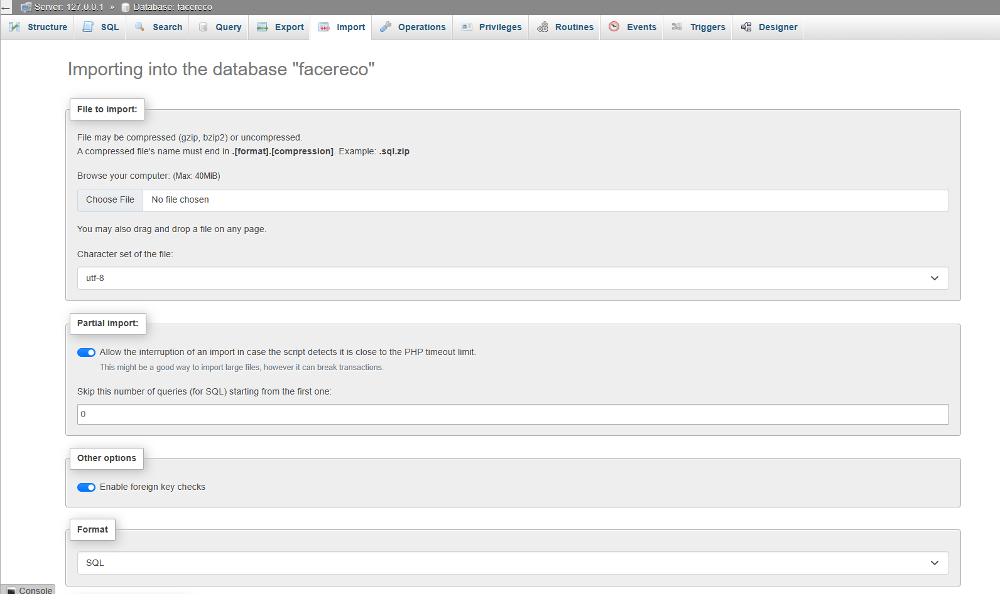 Server: 127.0.0.1 » Database: facereco
Structure SQL Search Query Export Import Operations Privileges Routines Events Triggers Designer
Importing into the database "facereco"
File to import:
File may be compressed (gzip, bzip2) or uncompressed.
A compressed file's name must end in .[format].[compression]. Example: .sql.zip
Browse your computer: (Max: 40MiB)
Choose File No file chosen
You may also drag and drop a file on any page.
Character set of the file:
utf-8
Partial import:
Allow the interruption of an import in case the script detects it is close to the PHP timeout limit.
This might be a good way to import large files, however it can break transactions.
Skip this number of queries (for SQL) starting from the first one:
0
Other options
Enable foreign key checks
Format
SQL
Console